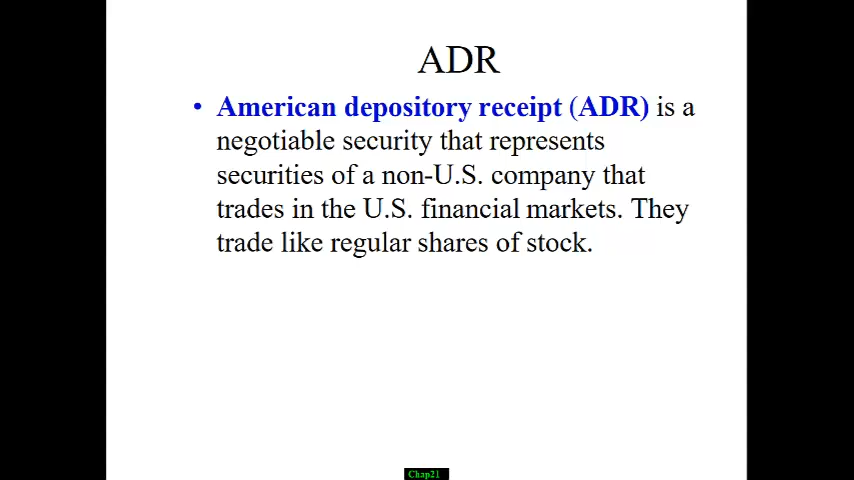 ADR
• American depository receipt (ADR) is a
negotiable security that represents
securities of a non-U.S. company that
trades in the U.S. financial markets. They
trade like regular shares of stock.
Chap21